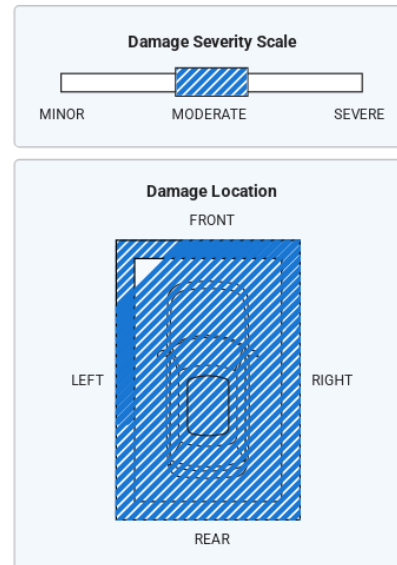 Damage Severity Scale
MINOR MODERATE SEVERE
Damage Location
FRONT
LEFT RIGHT
REAR